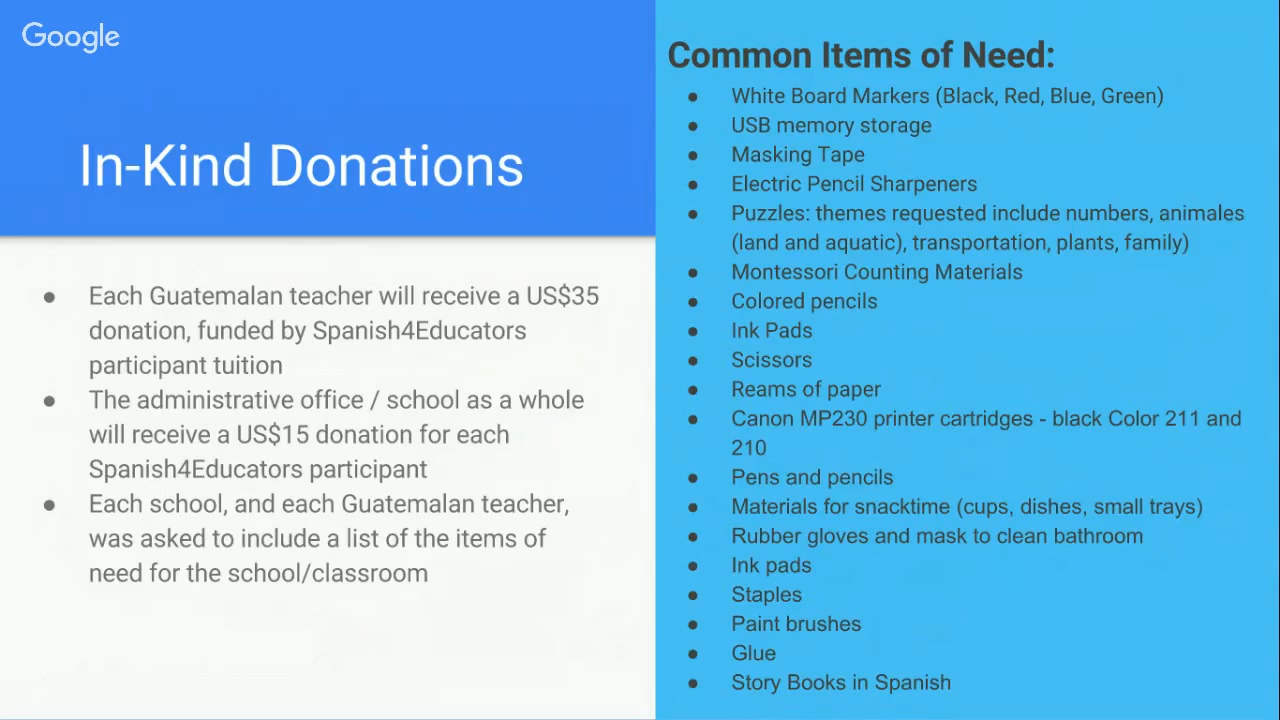 Google
In-Kind Donations
● Each Guatemalan teacher will receive a US$35
donation, funded by Spanish4Educators
participant tuition
● The administrative office / school as a whole
will receive a US$15 donation for each
Spanish4Educators participant
● Each school, and each Guatemalan teacher,
was asked to include a list of the items of
need for the school/classroom
Common Items of Need:
● White Board Markers (Black, Red, Blue, Green)
● USB memory storage
● Masking Tape
● Electric Pencil Sharpeners
● Puzzles: themes requested include numbers, animales
(land and aquatic), transportation, plants, family)
● Montessori Counting Materials
● Colored pencils
● Ink Pads
● Scissors
● Reams of paper
● Canon MP230 printer cartridges - black Color 211 and
210
● Pens and pencils
● Materials for snacktime (cups, dishes, small trays)
● Rubber gloves and mask to clean bathroom
● Ink pads
● Staples
● Paint brushes
● Glue
● Story Books in Spanish